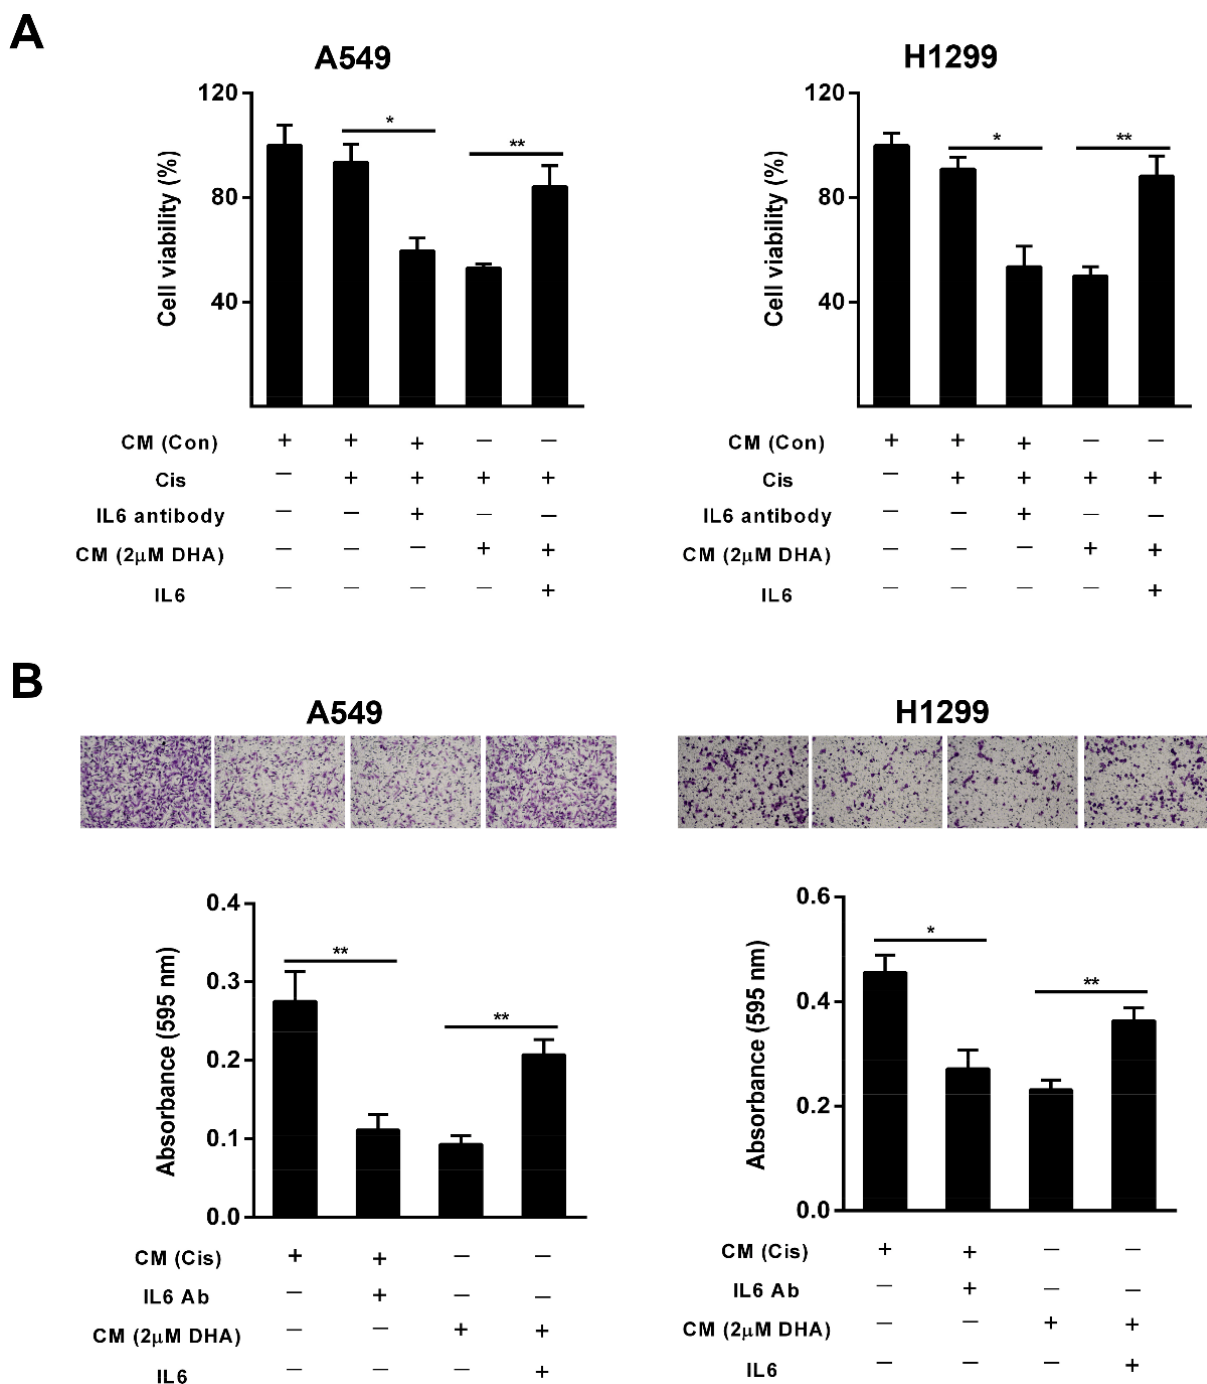 A
A549
120
80
40
Cell viability (%)
*
**
CM (Con) + + + — —
Cis — + + + +
IL6 antibody — — + — —
CM (2μM DHA) — — — + +
IL6 — — — — +
H1299
120
80
40
Cell viability (%)
*
**
CM (Con) + + + — —
Cis — + + + +
IL6 antibody — — + — —
CM (2μM DHA) — — — + +
IL6 — — — — +
B
A549
0.4
0.3
0.2
0.1
0.0
Absorbance (595 nm)
**
**
CM (Cis) + + — —
IL6 Ab — + — —
CM (2μM DHA) — — + +
IL6 — — — +
H1299
0.6
0.4
0.2
0.0
Absorbance (595 nm)
*
**
CM (Cis) + + — —
IL6 Ab — + — —
CM (2μM DHA) — — + +
IL6 — — — +